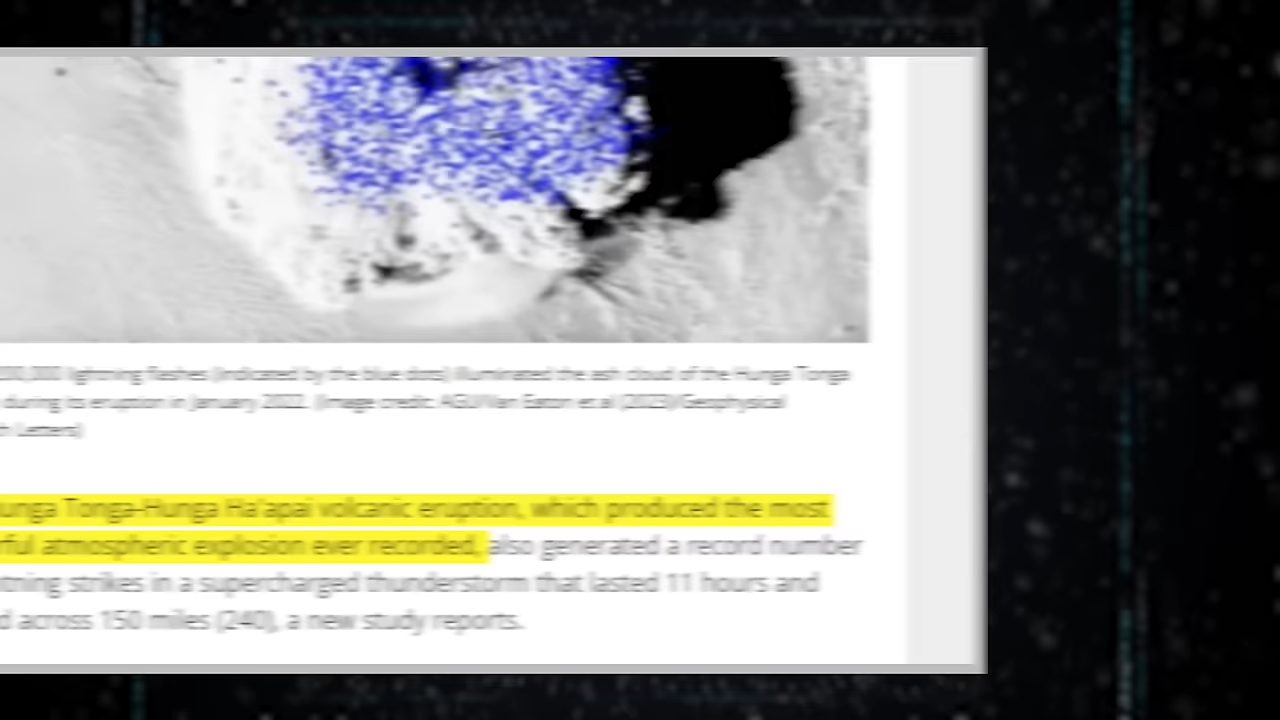 lightning flashes (indicated by the blue dots) illuminated the ash cloud of the Hunga Tonga
during its eruption in January 2022. (Image credit: AGU/Van Eaton et al (2023)/Geophysical
Letters)
unga Tonga-Hunga Ha'apai volcanic eruption, which produced the most
rful atmospheric explosion ever recorded, also generated a record number
tning strikes in a supercharged thunderstorm that lasted 11 hours and
d across 150 miles (240), a new study reports.